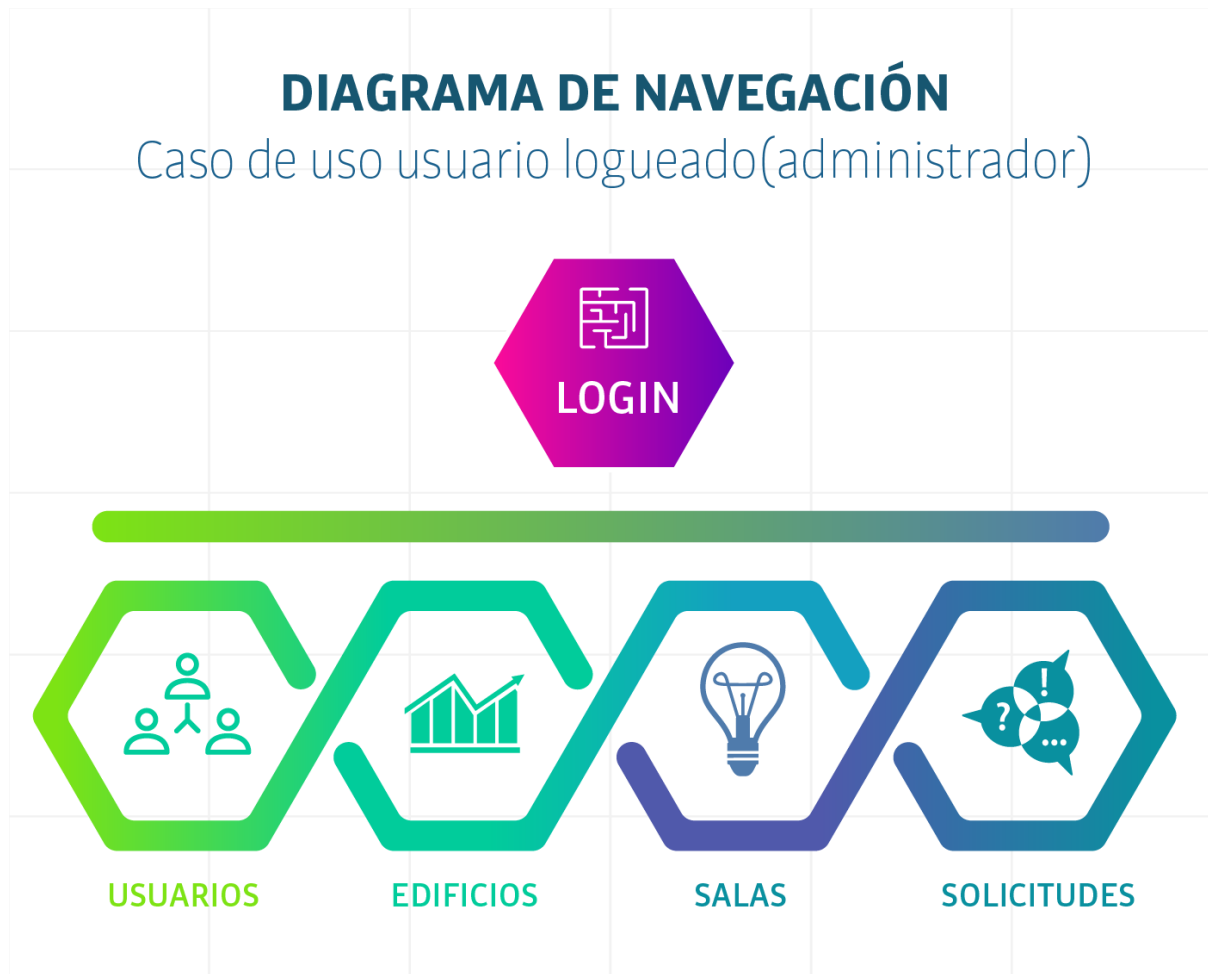 DIAGRAMA DE NAVEGACIÓN
Caso de uso usuario logueado(administrador)
LOGIN
! ? ...
USUARIOS EDIFICIOS SALAS SOLICITUDES